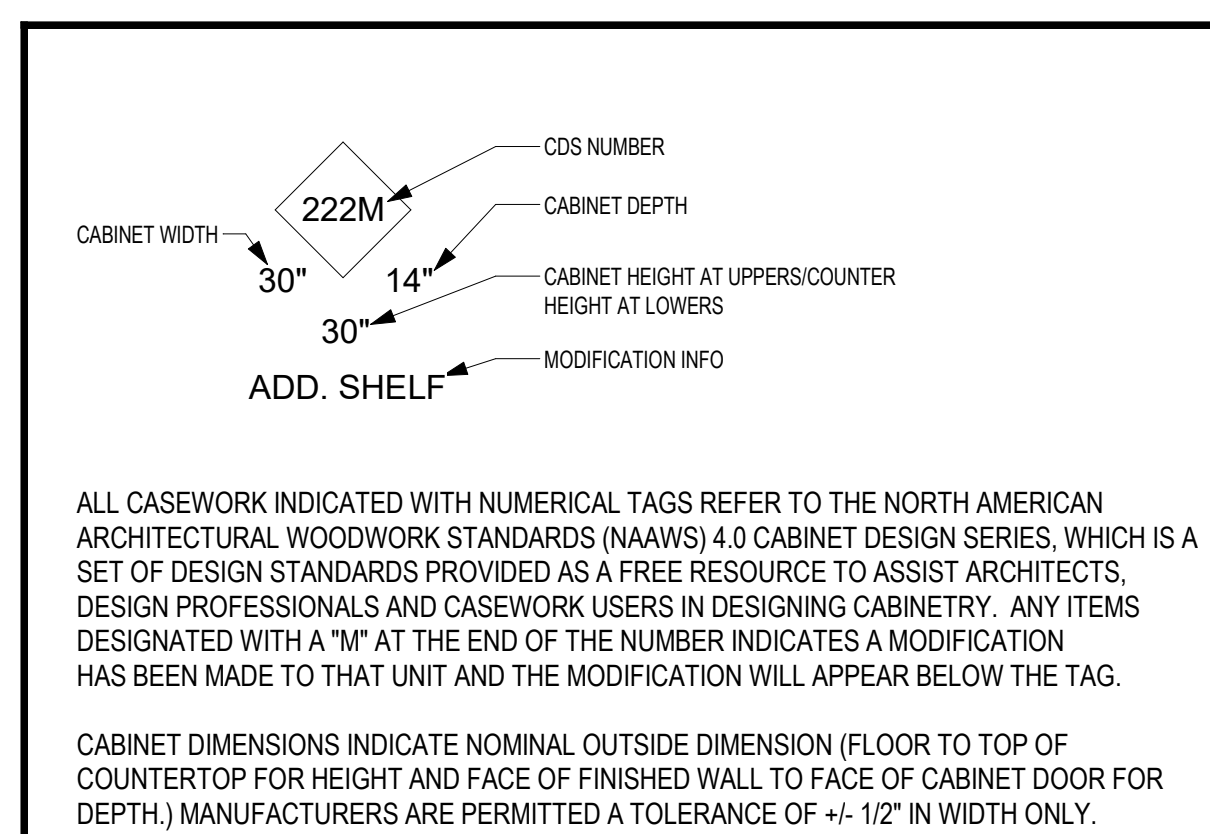 CDS NUMBER
222M
CABINET DEPTH
CABINET WIDTH
30"
14"
CABINET HEIGHT AT UPPERS/COUNTER
HEIGHT AT LOWERS
30"
MODIFICATION INFO
ADD. SHELF
ALL CASEWORK INDICATED WITH NUMERICAL TAGS REFER TO THE NORTH AMERICAN
ARCHITECTURAL WOODWORK STANDARDS (NAAWS) 4.0 CABINET DESIGN SERIES, WHICH IS A
SET OF DESIGN STANDARDS PROVIDED AS A FREE RESOURCE TO ASSIST ARCHITECTS,
DESIGN PROFESSIONALS AND CASEWORK USERS IN DESIGNING CABINETRY. ANY ITEMS
DESIGNATED WITH A "M" AT THE END OF THE NUMBER INDICATES A MODIFICATION
HAS BEEN MADE TO THAT UNIT AND THE MODIFICATION WILL APPEAR BELOW THE TAG.
CABINET DIMENSIONS INDICATE NOMINAL OUTSIDE DIMENSION (FLOOR TO TOP OF
COUNTERTOP FOR HEIGHT AND FACE OF FINISHED WALL TO FACE OF CABINET DOOR FOR
DEPTH.) MANUFACTURERS ARE PERMITTED A TOLERANCE OF +/- 1/2" IN WIDTH ONLY.